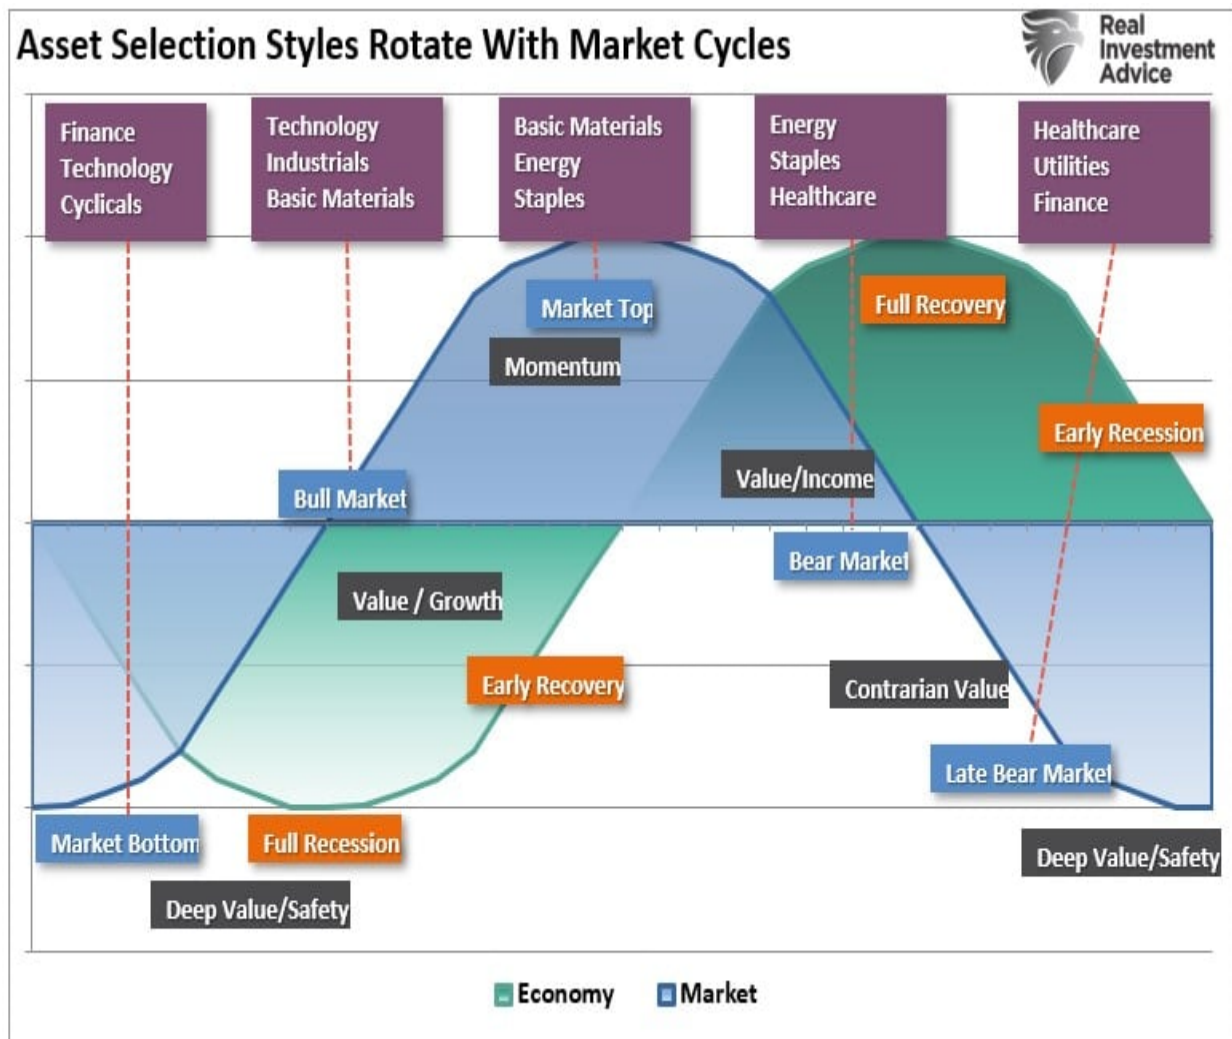 Asset Selection Styles Rotate With Market Cycles
Real
Investment
Advice
Finance
Technology
Cyclicals
Technology
Industrials
Basic Materials
Basic Materials
Energy
Staples
Energy
Staples
Healthcare
Healthcare
Utilities
Finance
Market Top
Full Recovery
Momentum
Early Recession
Value/Income
Bull Market
Bear Market
Value / Growth
Early Recovery
Contrarian Value
Late Bear Market
Market Bottom
Full Recession
Deep Value/Safety
Deep Value/Safety
Economy
Market